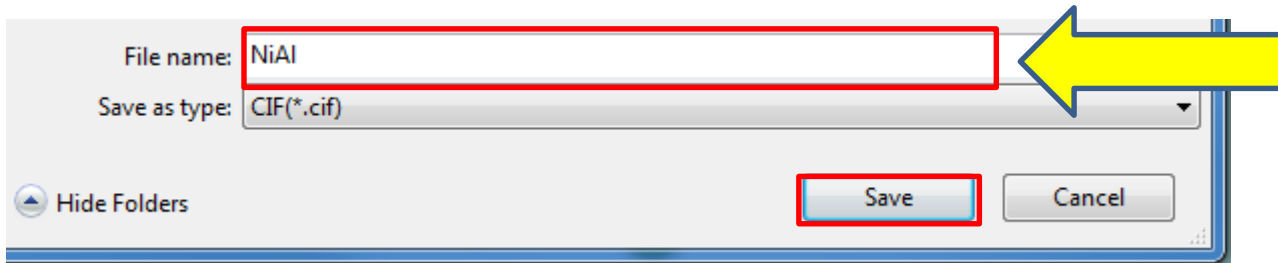 File name: NiAl
Save as type: CIF(*.cif)
Hide Folders
Save
Cancel